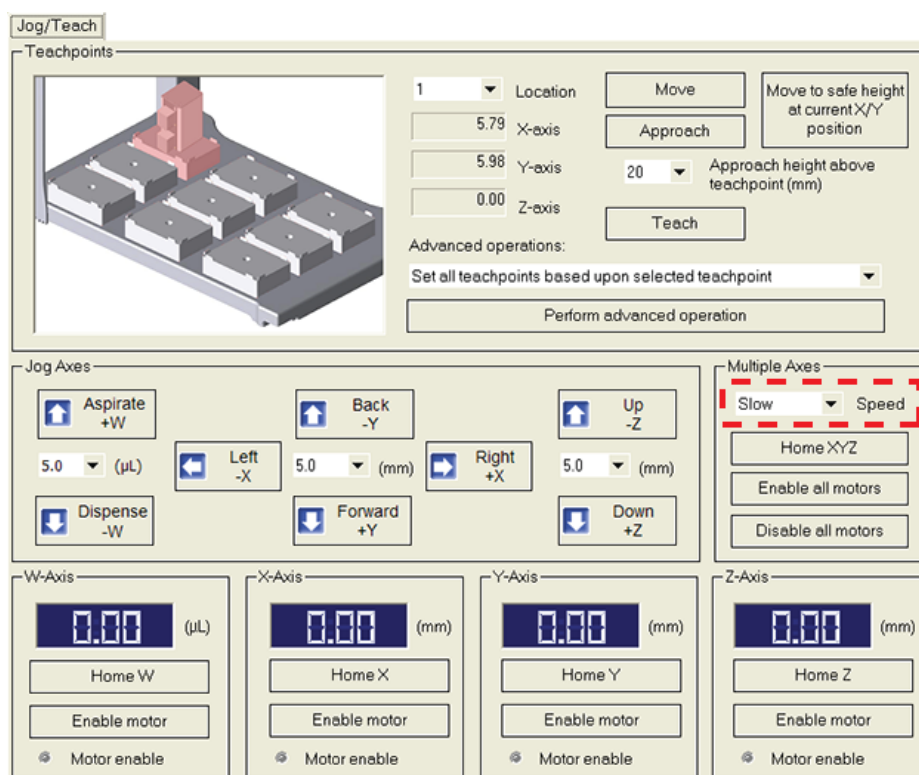 Jog/Teach
Teachpoints
1 Location
5.79 X-axis
5.98 Y-axis
0.00 Z-axis
Move
Approach
Move to safe height
at current X/Y
position
20 Approach height above
teachpoint (mm)
Teach
Advanced operations:
Set all teachpoints based upon selected teachpoint
Perform advanced operation
Jog Axes
Aspirate
+W
5.0 (µL)
Dispense
-W
Left
-X
Back
-Y
5.0 (mm)
Forward
+Y
Right
+X
Up
-Z
5.0 (mm)
Down
+Z
Multiple Axes
Slow Speed
Home XYZ
Enable all motors
Disable all motors
W-Axis
0.00 (µL)
Home W
Enable motor
Motor enable
X-Axis
0.00 (mm)
Home X
Enable motor
Motor enable
Y-Axis
0.00 (mm)
Home Y
Enable motor
Motor enable
Z-Axis
0.00 (mm)
Home Z
Enable motor
Motor enable